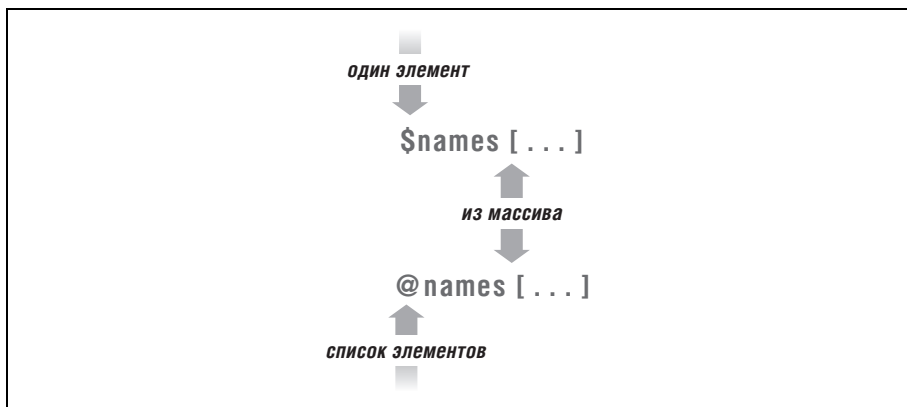 один элемент
$names [ . . . ]
из массива
@names [ . . . ]
список элементов